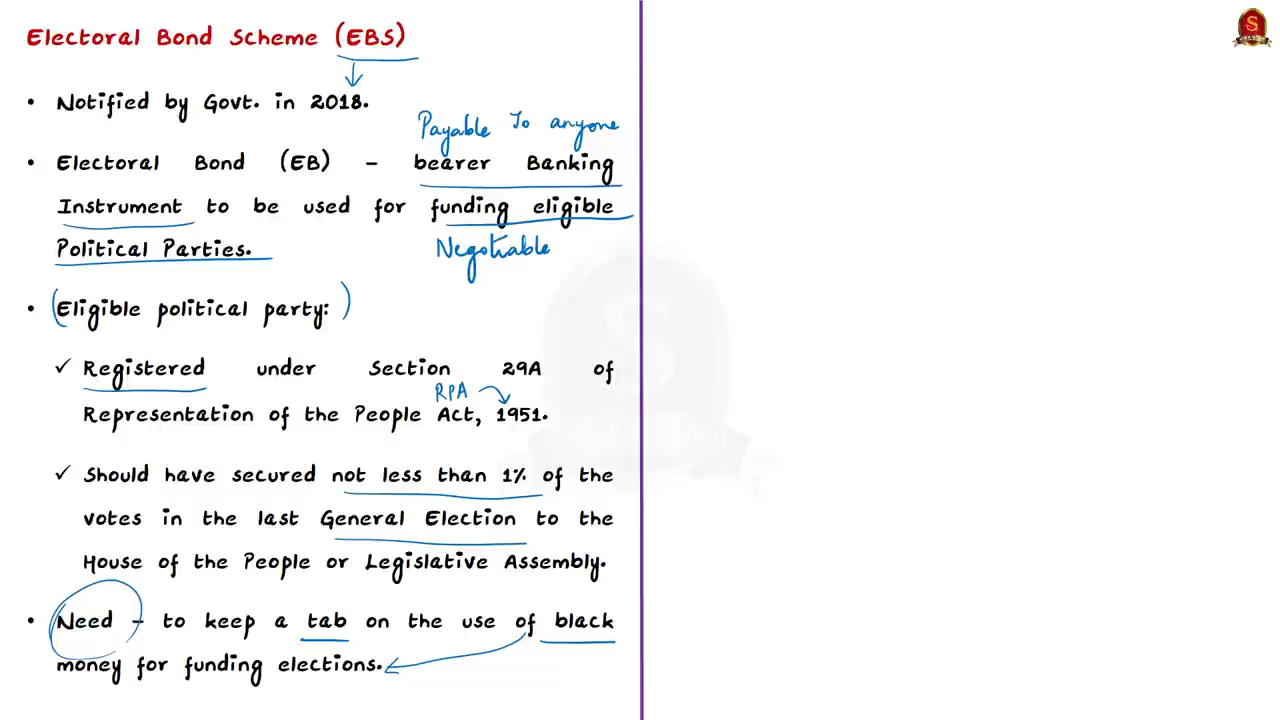 Electoral Bond Scheme (EBS)
• Notified by Govt. in 2018.
Payable To anyone
• Electoral Bond (EB) - bearer Banking
Instrument to be used for funding eligible
Political Parties.
Negotiable
• (Eligible political party:)
✓ Registered under Section 29A of
RPA
Representation of the People Act, 1951.
✓ Should have secured not less than 1% of the
votes in the last General Election to the
House of the People or Legislative Assembly.
• Need - to keep a tab on the use of black
money for funding elections.
S